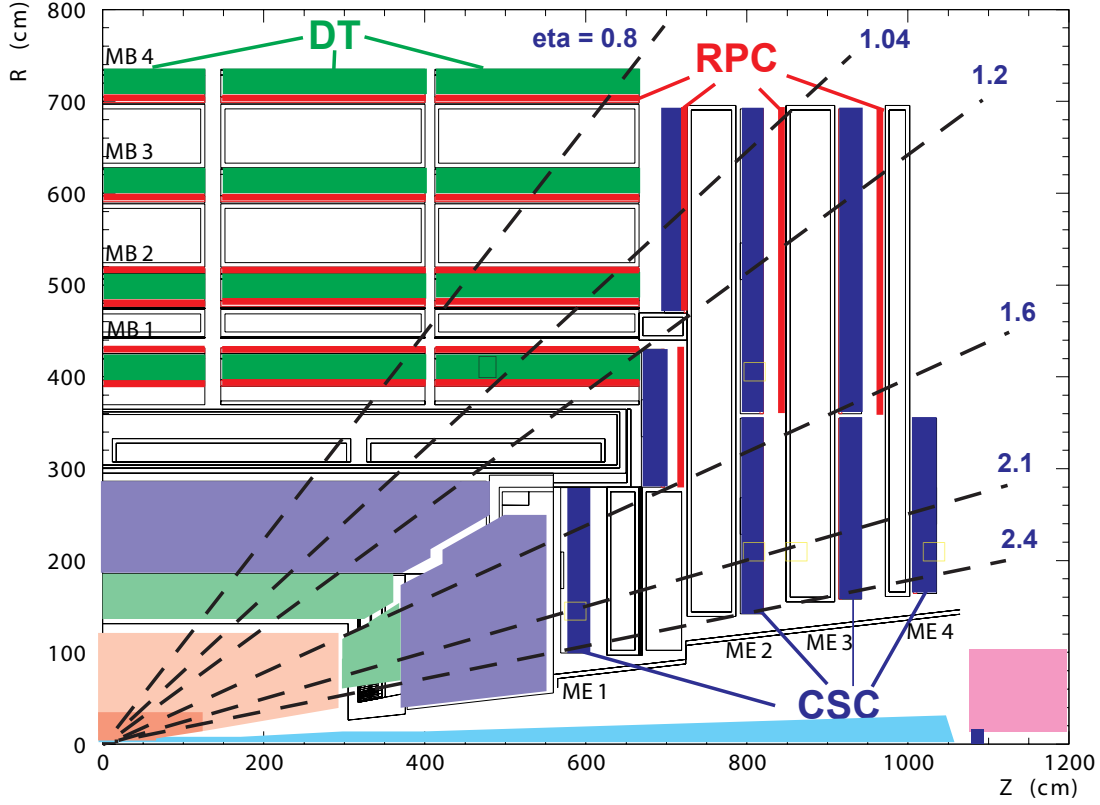 R (cm)
800
700
600
500
400
300
200
100
0
0
200
400
600
800
1000
1200
Z (cm)
MB 4
MB 3
MB 2
MB 1
DT
RPC
eta = 0.8
1.04
1.2
1.6
2.1
2.4
ME 1
ME 2
ME 3
ME 4
CSC